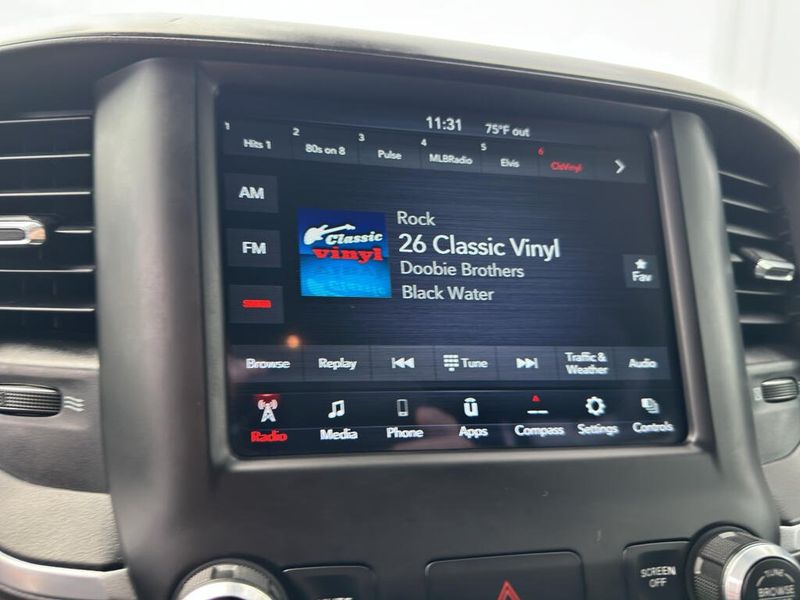 11:31 75°F out
1 Hits 1 2 80s on 8 3 Pulse 4 MLBRadio 5 Elvis 6 ClsVinyl
AM
FM
Classic
vinyl
Rock
26 Classic Vinyl
Doobie Brothers
Black Water
Fav
Browse Replay Tune Traffic & Weather Audio
Radio Media Phone Apps Compass Settings Controls
SCREEN
OFF
TUNE
BROWSE